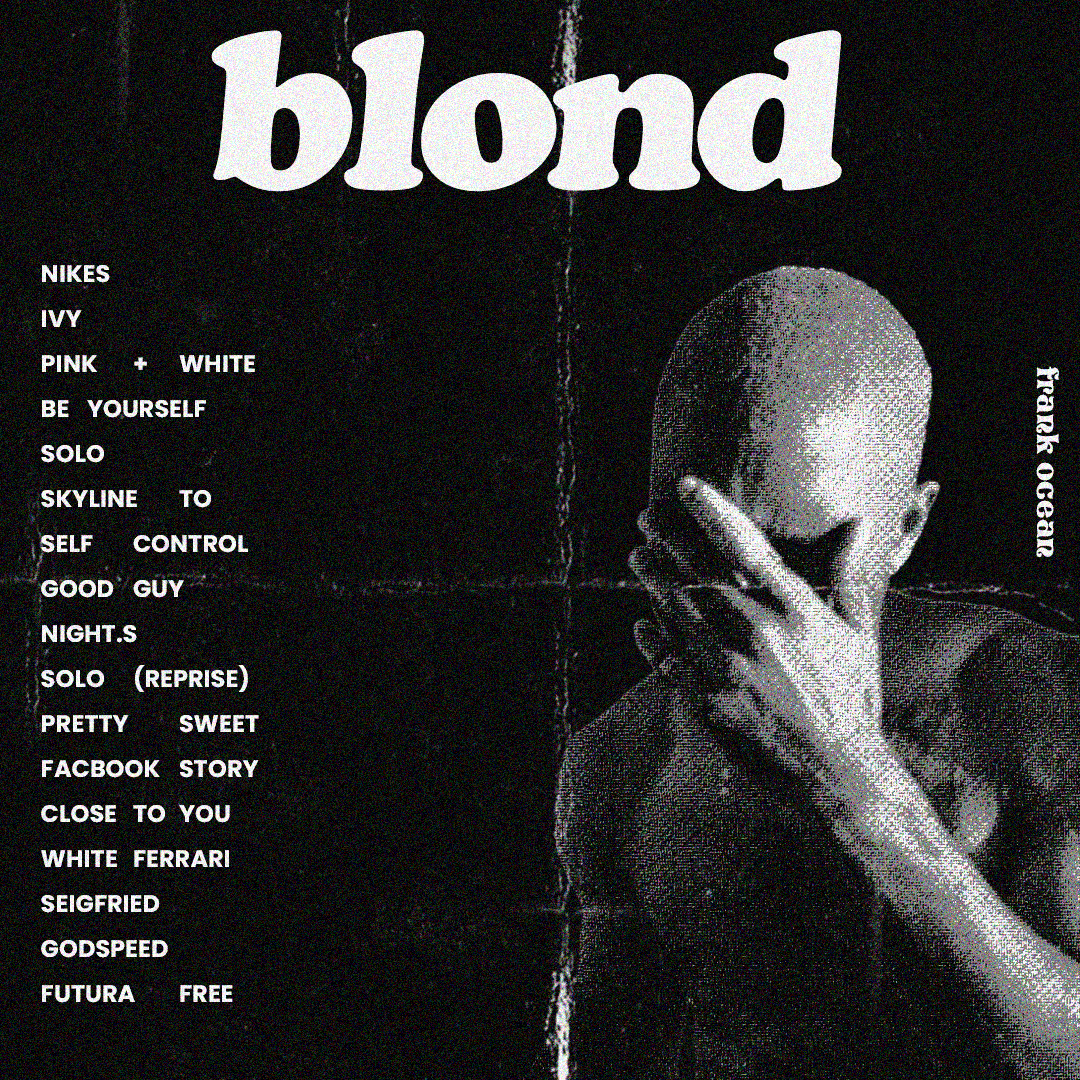 blond
NIKES
IVY
PINK + WHITE
BE YOURSELF
SOLO
SKYLINE TO
SELF CONTROL
GOOD GUY
NIGHT.S
SOLO (REPRISE)
PRETTY SWEET
FACBOOK STORY
CLOSE TO YOU
WHITE FERRARI
SEIGFRIED
GODSPEED
FUTURA FREE
frank ocean